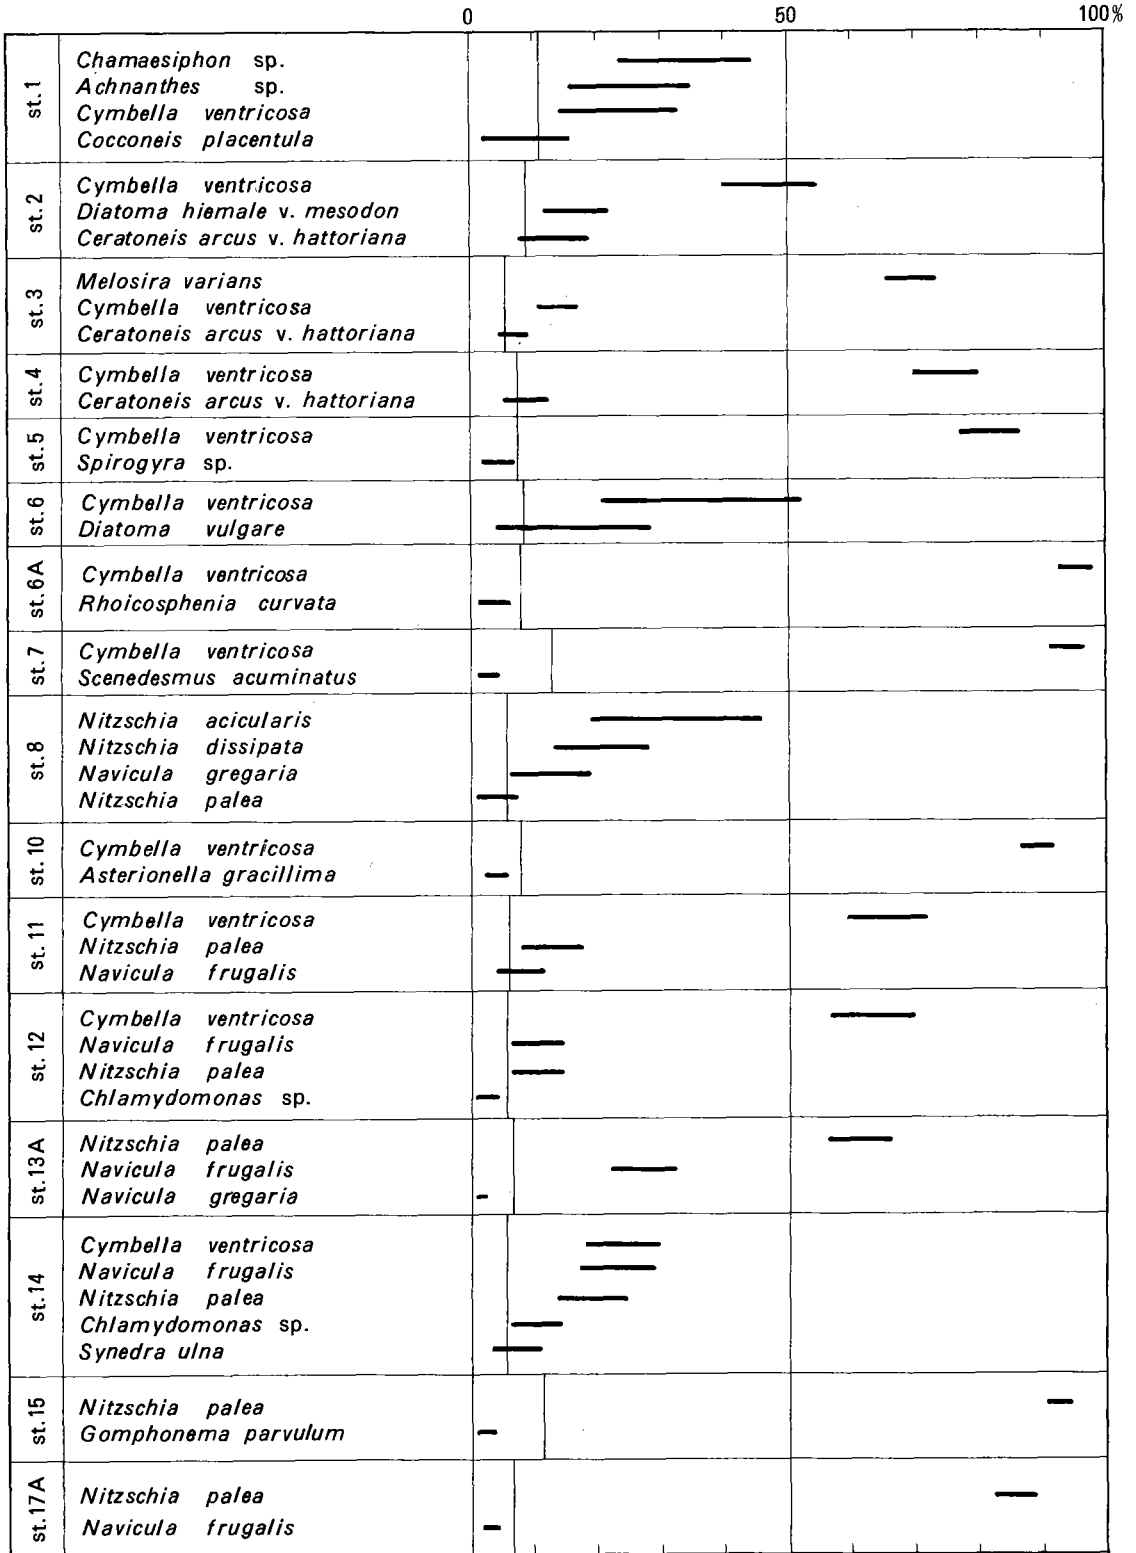 0 50 100%
st.1
Chamaesiphon sp.
Achnanthes sp.
Cymbella ventricosa
Cocconeis placentula
st.2
Cymbella ventricosa
Diatoma hiemale v. mesodon
Ceratoneis arcus v. hattoriana
st.3
Melosira varians
Cymbella ventricosa
Ceratoneis arcus v. hattoriana
st.4
Cymbella ventricosa
Ceratoneis arcus v. hattoriana
st.5
Cymbella ventricosa
Spirogyra sp.
st.6
Cymbella ventricosa
Diatoma vulgare
st.6A
Cymbella ventricosa
Rhoicosphenia curvata
st.7
Cymbella ventricosa
Scenedesmus acuminatus
st.8
Nitzschia acicularis
Nitzschia dissipata
Navicula gregaria
Nitzschia palea
st.10
Cymbella ventricosa
Asterionella gracillima
st.11
Cymbella ventricosa
Nitzschia palea
Navicula frugalis
st.12
Cymbella ventricosa
Navicula frugalis
Nitzschia palea
Chlamydomonas sp.
st.13A
Nitzschia palea
Navicula frugalis
Navicula gregaria
st.14
Cymbella ventricosa
Navicula frugalis
Nitzschia palea
Chlamydomonas sp.
Synedra ulna
st.15
Nitzschia palea
Gomphonema parvulum
st.17A
Nitzschia palea
Navicula frugalis